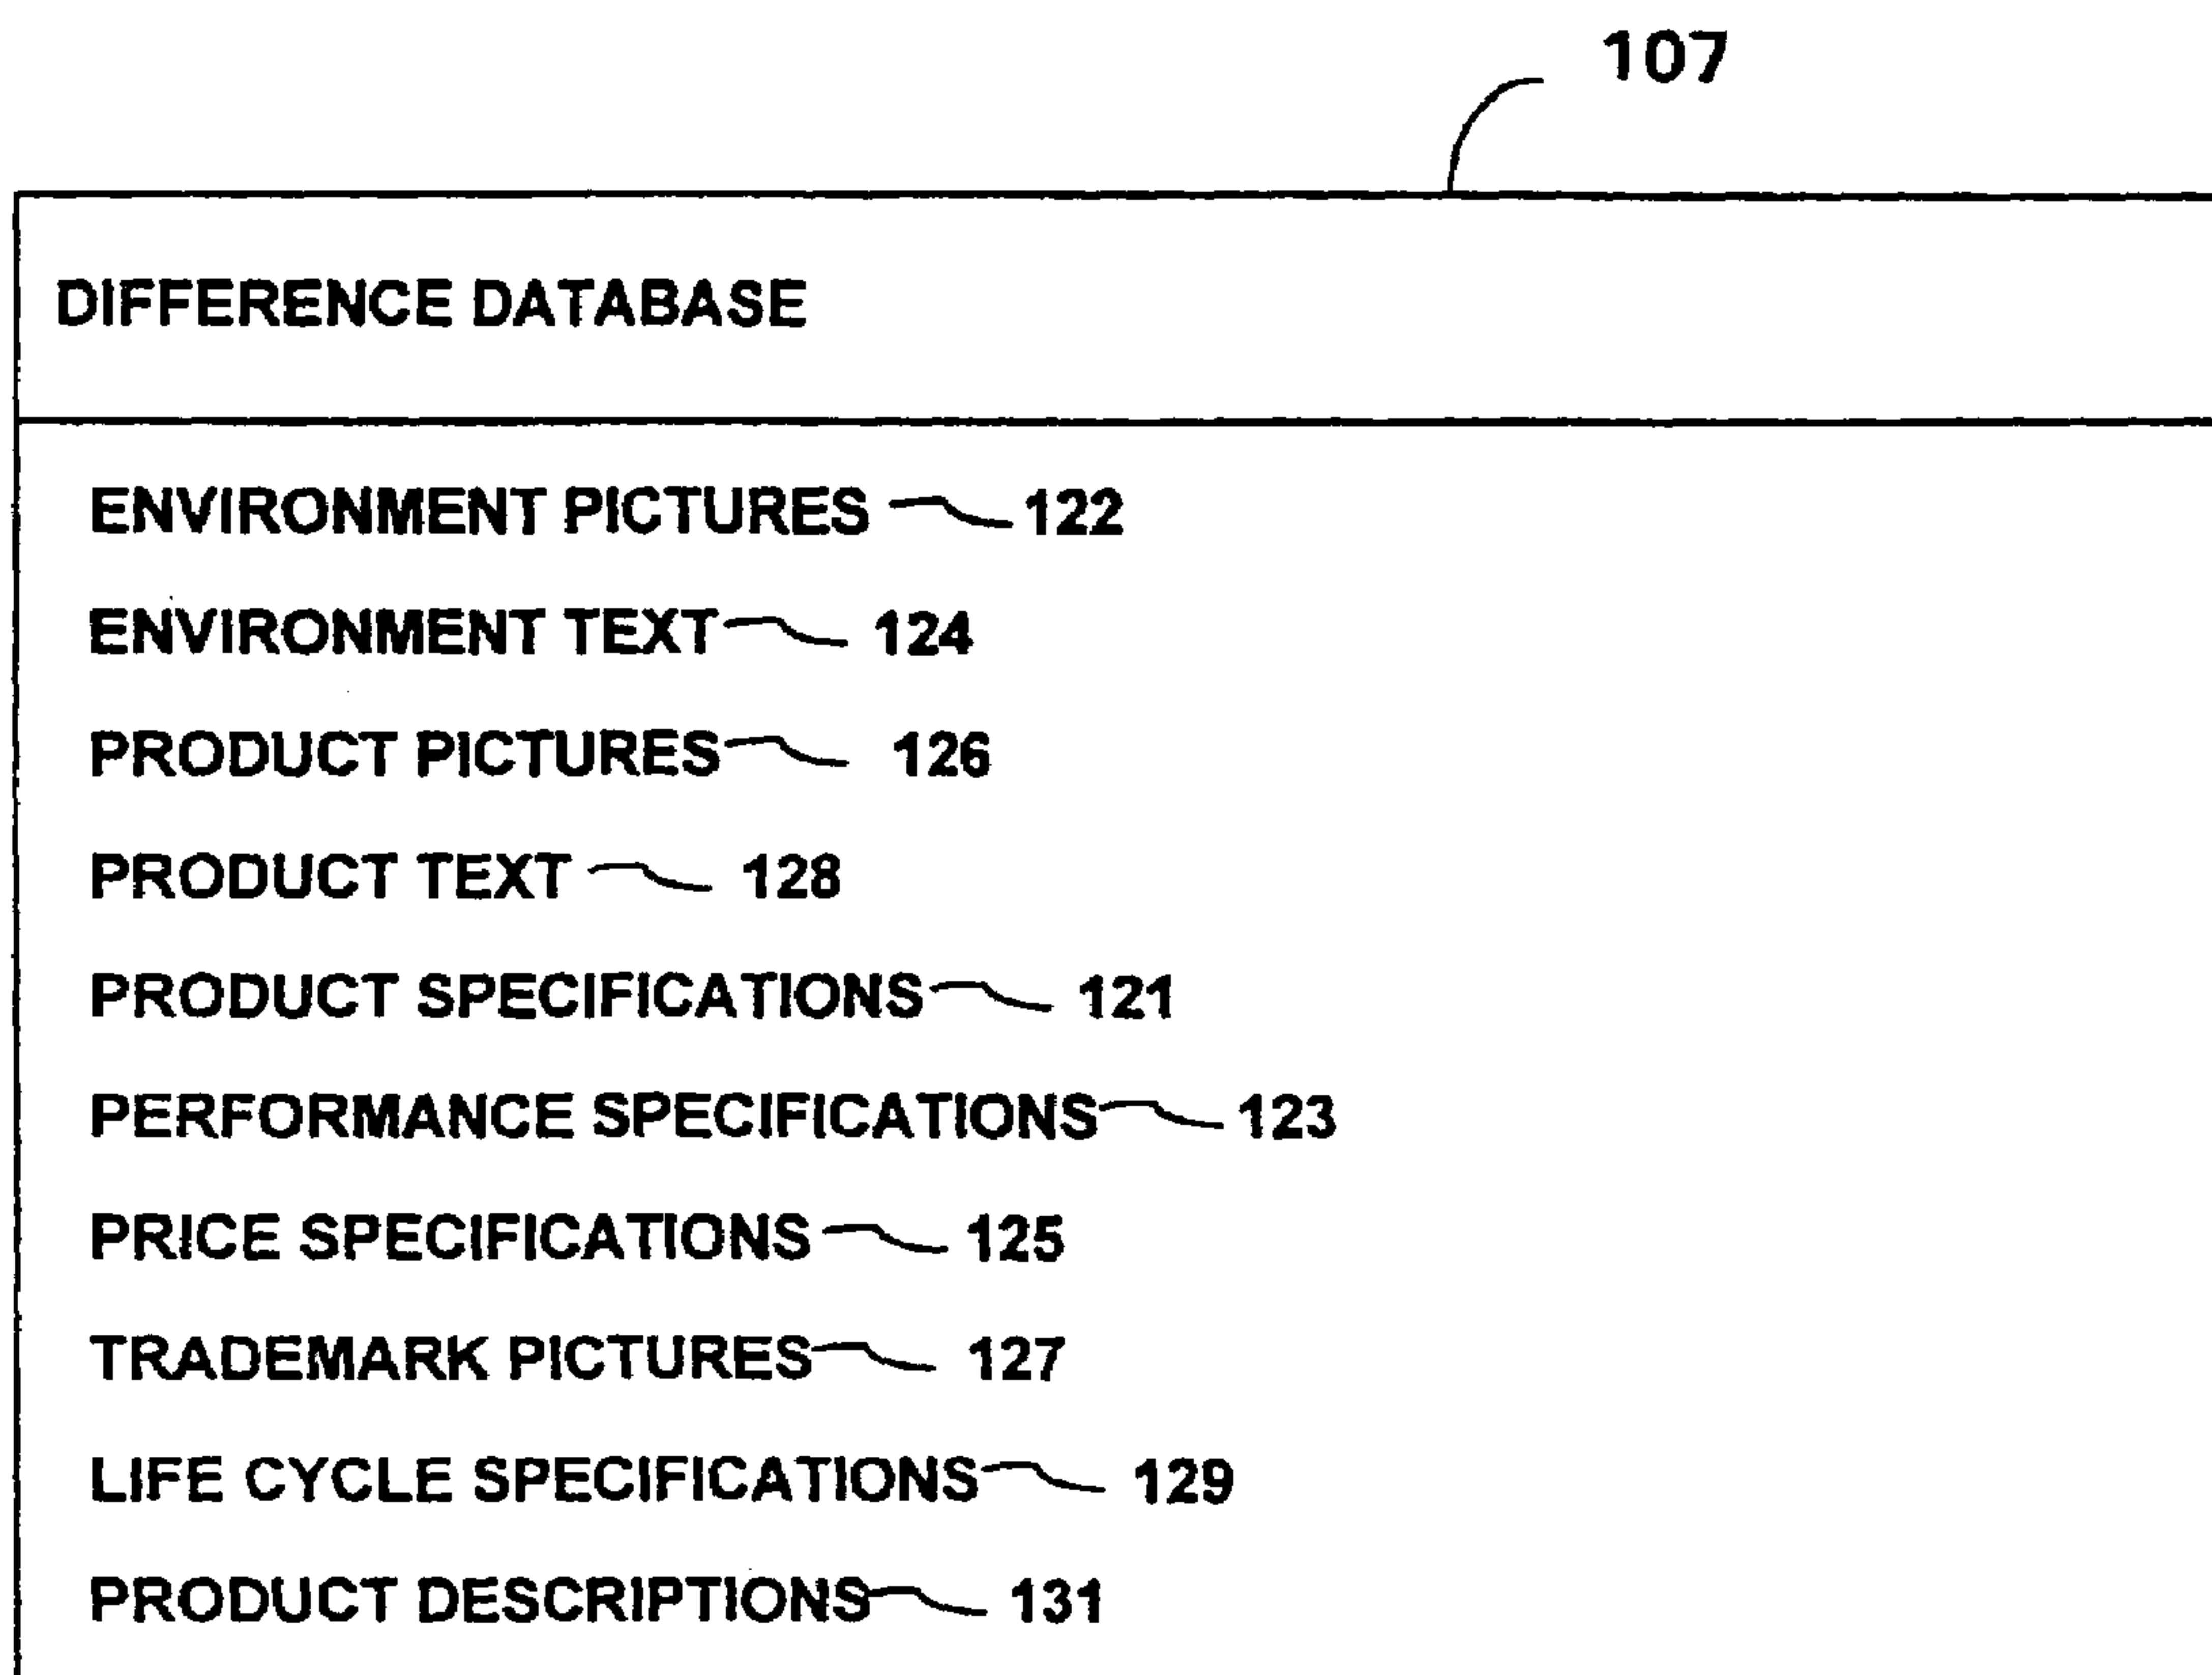 107
DIFFERENCE DATABASE
ENVIRONMENT PICTURES 122
ENVIRONMENT TEXT 124
PRODUCT PICTURES 126
PRODUCT TEXT 128
PRODUCT SPECIFICATIONS 121
PERFORMANCE SPECIFICATIONS 123
PRICE SPECIFICATIONS 125
TRADEMARK PICTURES 127
LIFE CYCLE SPECIFICATIONS 129
PRODUCT DESCRIPTIONS 131